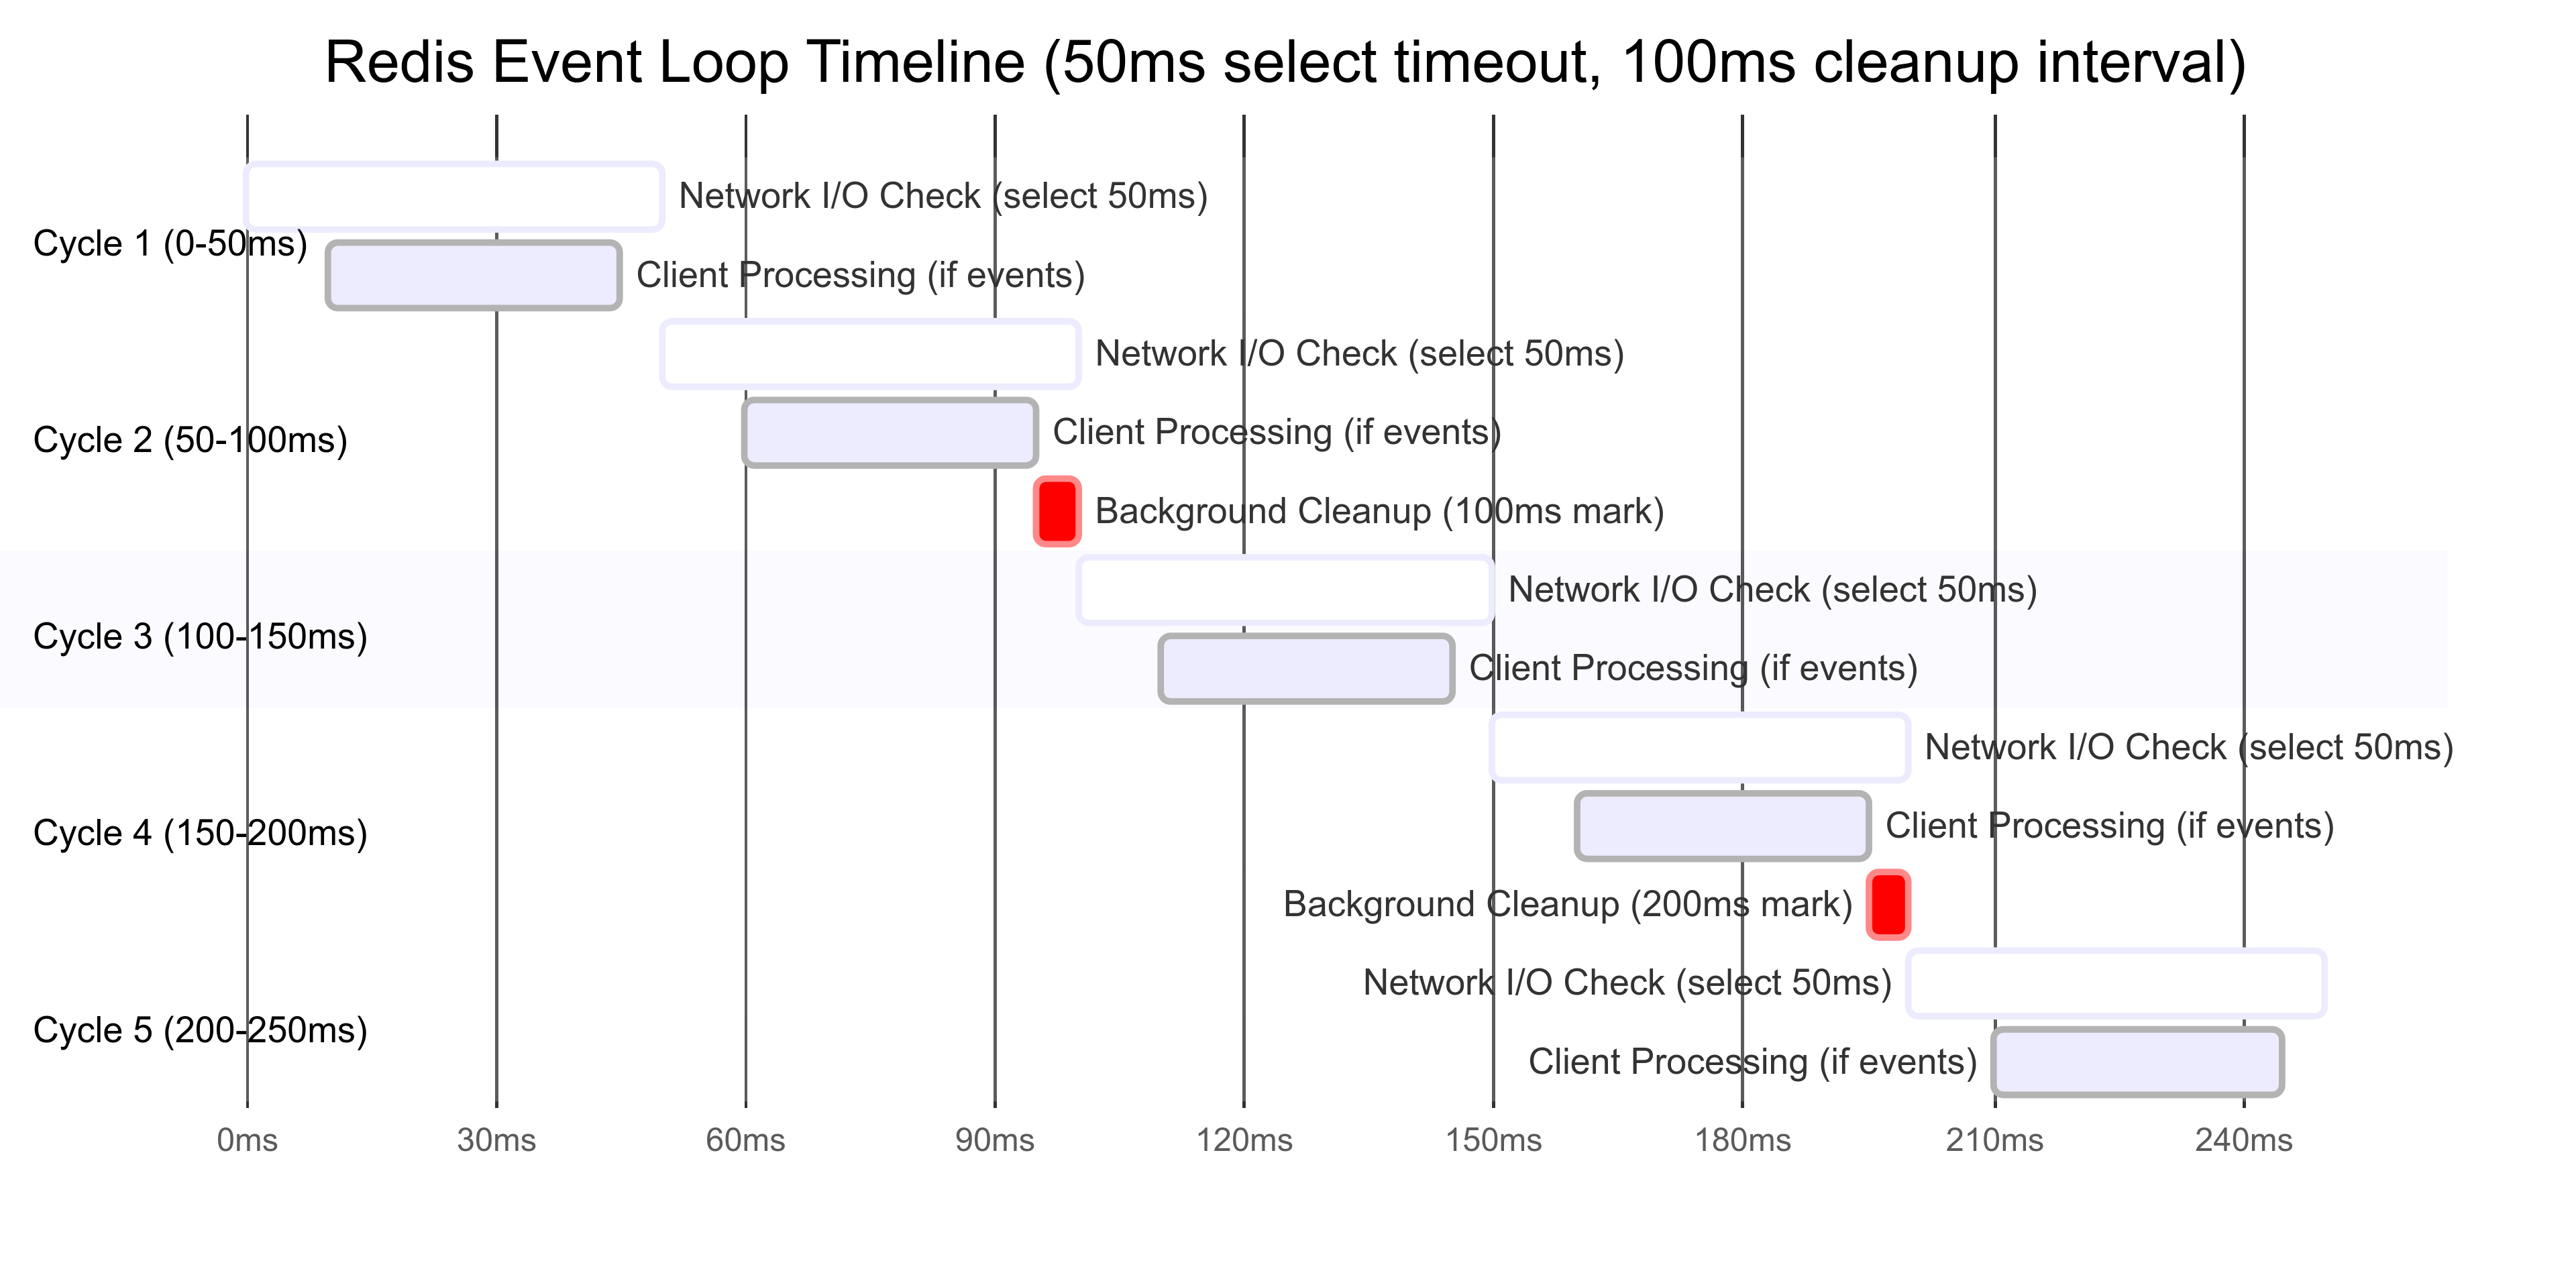 Redis Event Loop Timeline (50ms select timeout, 100ms cleanup interval)
Cycle 1 (0-50ms)
Network I/O Check (select 50ms)
Client Processing (if events)
Cycle 2 (50-100ms)
Network I/O Check (select 50ms)
Client Processing (if events)
Background Cleanup (100ms mark)
Cycle 3 (100-150ms)
Network I/O Check (select 50ms)
Client Processing (if events)
Cycle 4 (150-200ms)
Network I/O Check (select 50ms)
Client Processing (if events)
Background Cleanup (200ms mark)
Cycle 5 (200-250ms)
Network I/O Check (select 50ms)
Client Processing (if events)
0ms 30ms 60ms 90ms 120ms 150ms 180ms 210ms 240ms